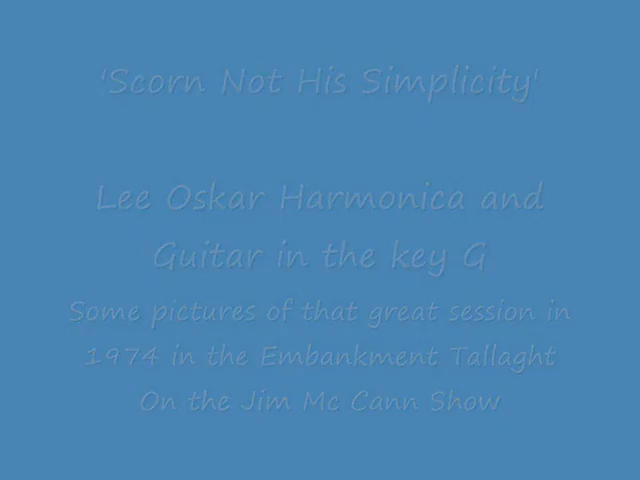 'Scorn Not His Simplicity'
Lee Oskar Harmonica and
Guitar in the key G
Some pictures of that great session in
1974 in the Embankment Tallaght
On the Jim Mc Cann Show